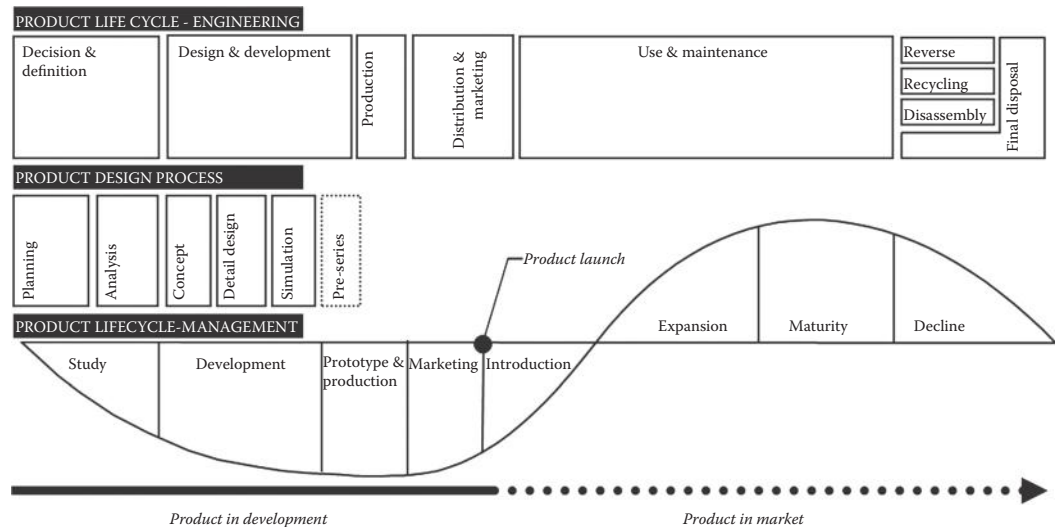 PRODUCT LIFE CYCLE - ENGINEERING
Decision &
definition
Design & development
Production
Distribution &
marketing
Use & maintenance
Reverse
Recycling
Disassembly
Final disposal
PRODUCT DESIGN PROCESS
Planning
Analysis
Concept
Detail design
Simulation
Pre-series
Product launch
PRODUCT LIFECYCLE-MANAGEMENT
Study
Development
Prototype &
production
Marketing
Introduction
Expansion
Maturity
Decline
Product in development
Product in market